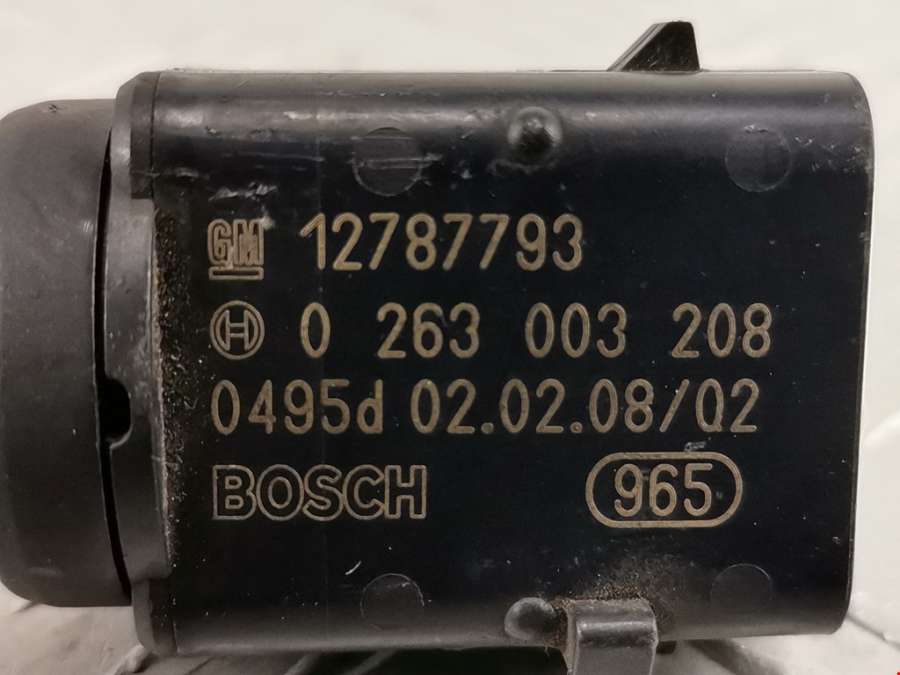 GM 12787793
H 0 263 003 208
0495d 02.02.08/Q2
BOSCH 965